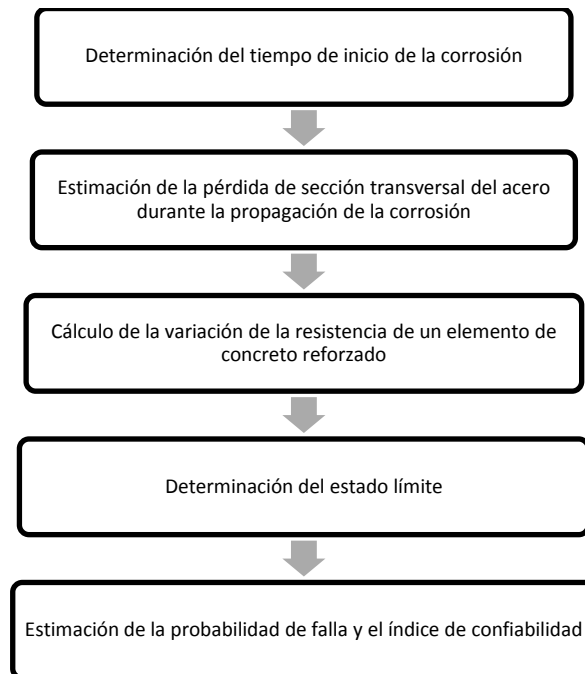 Determinación del tiempo de inicio de la corrosión
Estimación de la pérdida de sección transversal del acero
durante la propagación de la corrosión
Cálculo de la variación de la resistencia de un elemento de
concreto reforzado
Determinación del estado límite
Estimación de la probabilidad de falla y el índice de confiabilidad